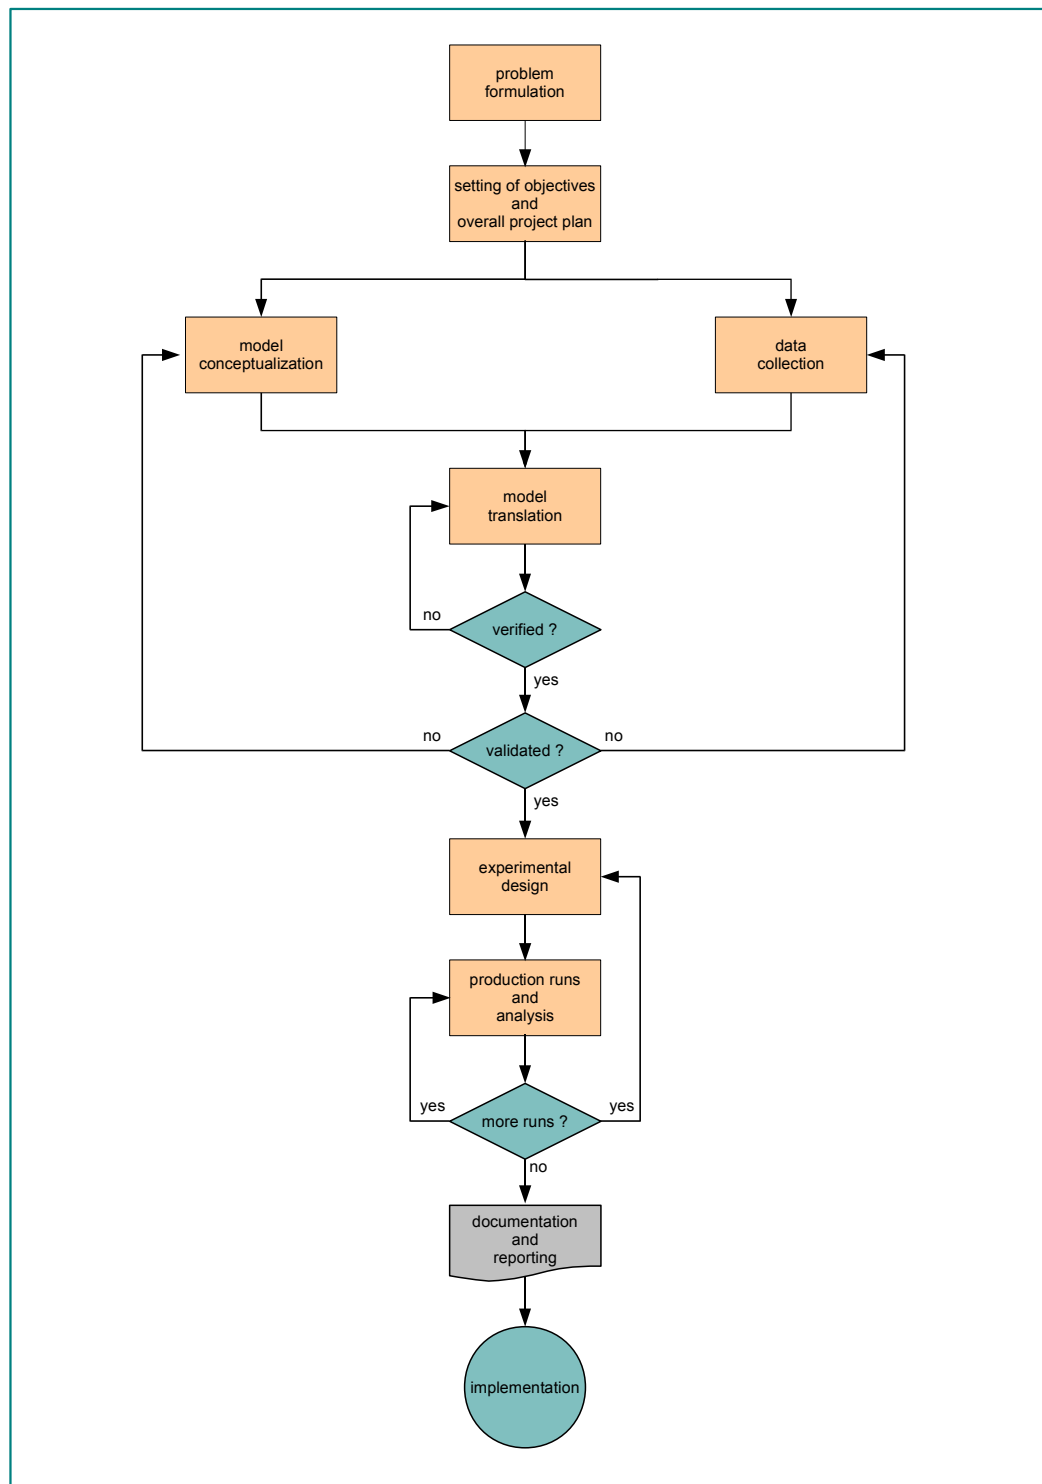 problem
formulation
setting of objectives
and
overall project plan
model
conceptualization
data
collection
model
translation
no
verified ?
yes
no
validated ?
no
yes
experimental
design
production runs
and
analysis
yes
more runs ?
yes
no
documentation
and
reporting
implementation